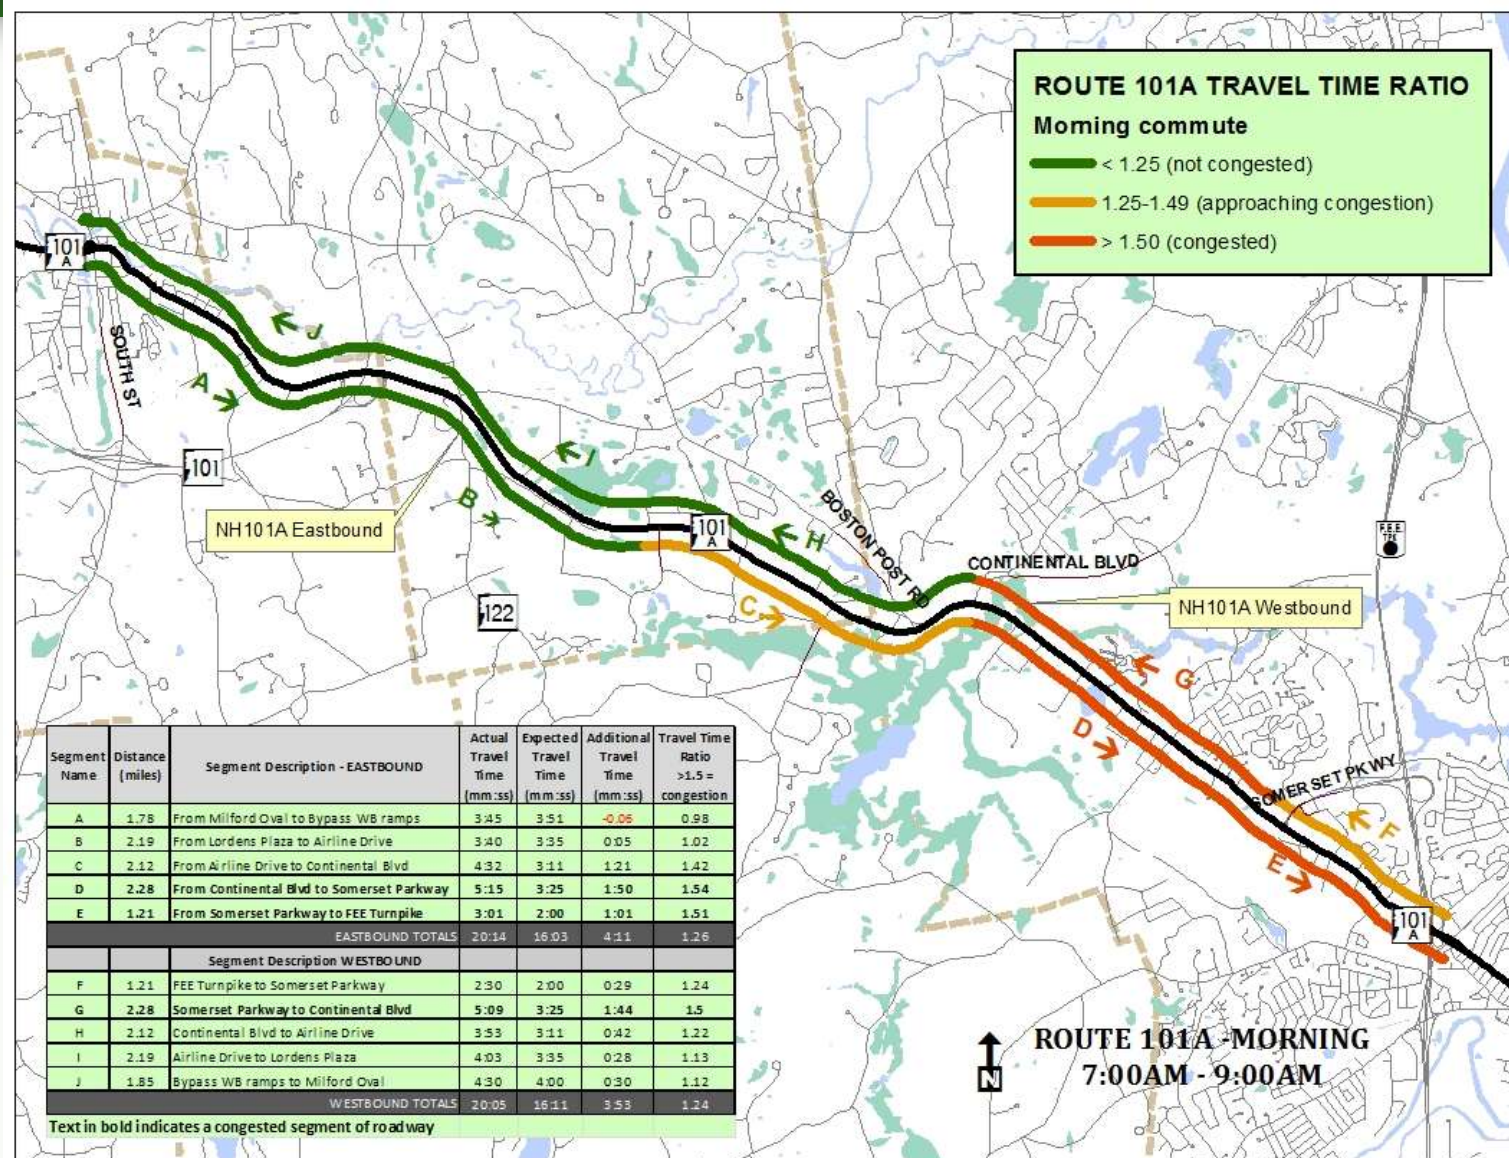 ROUTE 101A TRAVEL TIME RATIO
Morning commute
< 1.25 (not congested)
1.25-1.49 (approaching congestion)
> 1.50 (congested)
101
A
J
SOUTH ST
A
101
I
B
NH101A Eastbound
101
A
H
BOSTON POST RD
F.E.E.
TPK
CONTINENTAL BLVD
C
122
NH101A Westbound
G
D
SOMERSET PKWY
F
E
101
A
Segment Name Distance (miles) Segment Description - EASTBOUND Actual Travel Time (mm:ss) Expected Travel Time (mm:ss) Additional Travel Time (mm:ss) Travel Time Ratio >1.5 = congestion
A 1.78 From Milford Oval to Bypass WB ramps 3:45 3:51 -0.06 0.98
B 2.19 From Lordens Plaza to Airline Drive 3:40 3:35 0:05 1.02
C 2.12 From Airline Drive to Continental Blvd 4:32 3:11 1:21 1.42
D 2.28 From Continental Blvd to Somerset Parkway 5:15 3:25 1:50 1.54
E 1.21 From Somerset Parkway to FEE Turnpike 3:01 2:00 1:01 1.51
EASTBOUND TOTALS 20:14 16:03 4:11 1.26
Segment Description WESTBOUND
F 1.21 FEE Turnpike to Somerset Parkway 2:30 2:00 0:29 1.24
G 2.28 Somerset Parkway to Continental Blvd 5:09 3:25 1:44 1.5
H 2.12 Continental Blvd to Airline Drive 3:53 3:11 0:42 1.22
I 2.19 Airline Drive to Lordens Plaza 4:03 3:35 0:28 1.13
J 1.85 Bypass WB ramps to Milford Oval 4:30 4:00 0:30 1.12
WESTBOUND TOTALS 20:05 16:11 3:53 1.24
Text in bold indicates a congested segment of roadway
N
ROUTE 101A -MORNING
7:00AM - 9:00AM